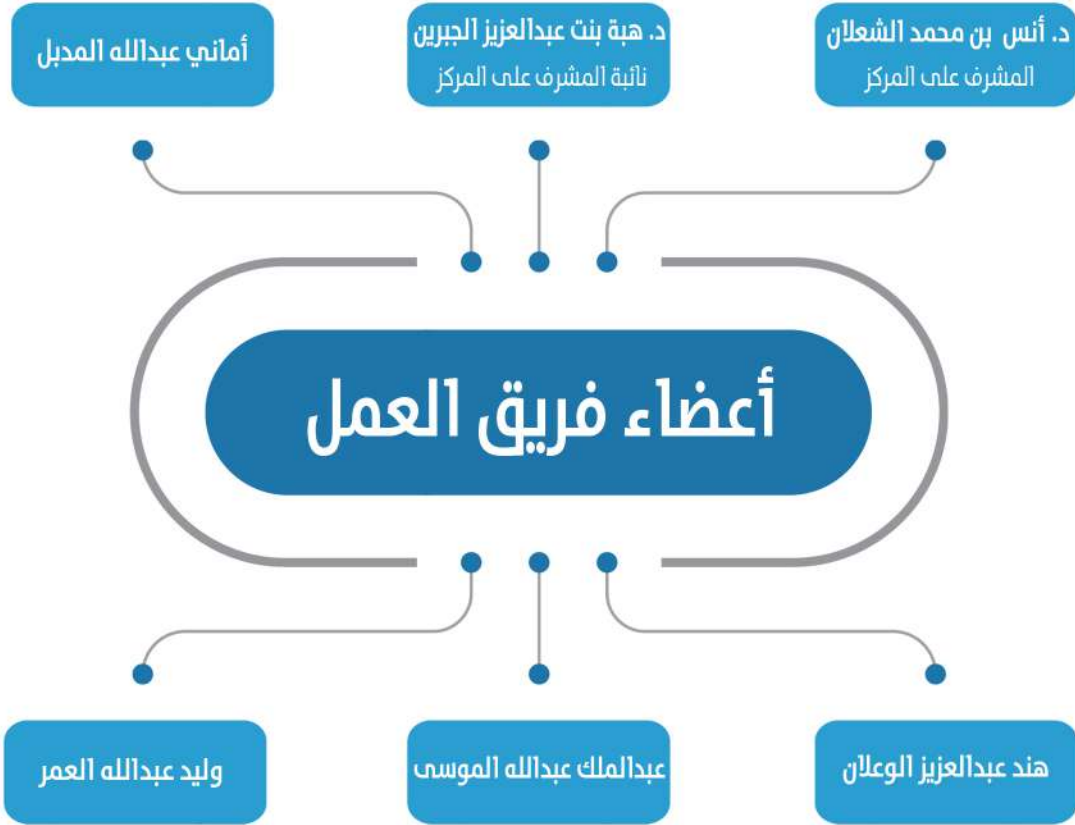 د. أنس بن محمد الشعلان
المشرف على المركز
د. هبة بنت عبدالعزيز الجبرين
نائبة المشرف على المركز
أماني عبدالله المدبل
أعضاء فريق العمل
هند عبدالعزيز الوعلان
عبدالملك عبدالله الموسى
وليد عبدالله العمر